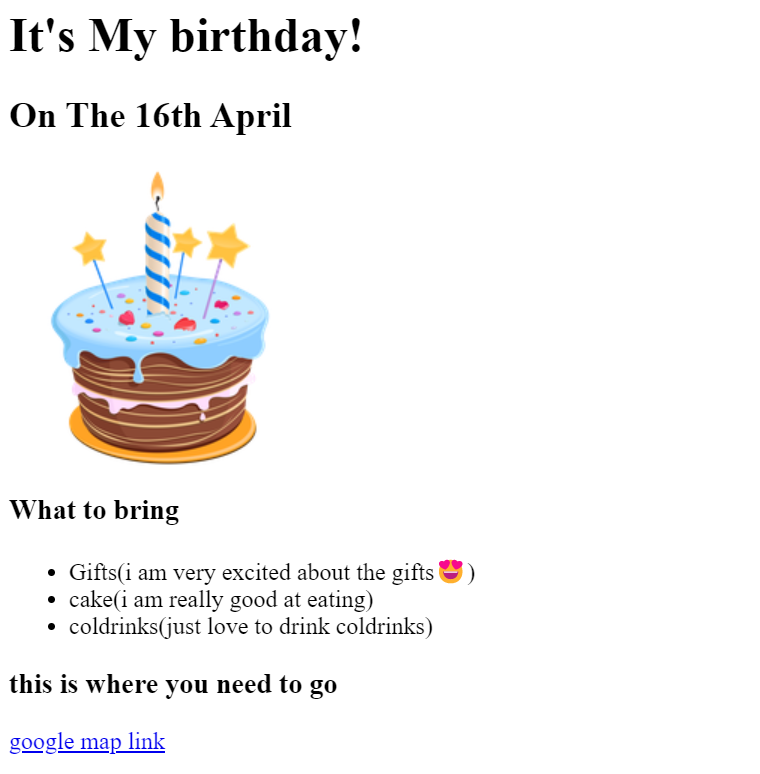 It's My birthday!
On The 16th April
What to bring
• Gifts(i am very excited about the gifts😍 )
• cake(i am really good at eating)
• coldrinks(just love to drink coldrinks)
this is where you need to go
google map link